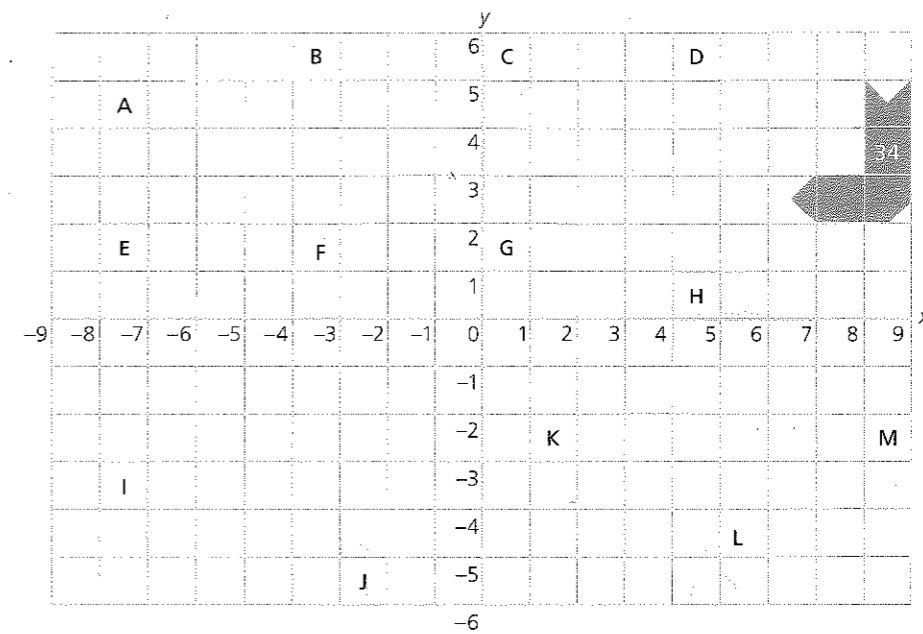 y
6
B C D
5
A
4
34
3
2
E F G
1
H
–9 –8 –7 –6 –5 –4 –3 –2 –1 0 1 2 3 4 5 6 7 8 9 x
–1
–2
K M
–3
I
–4
L
–5
J
–6